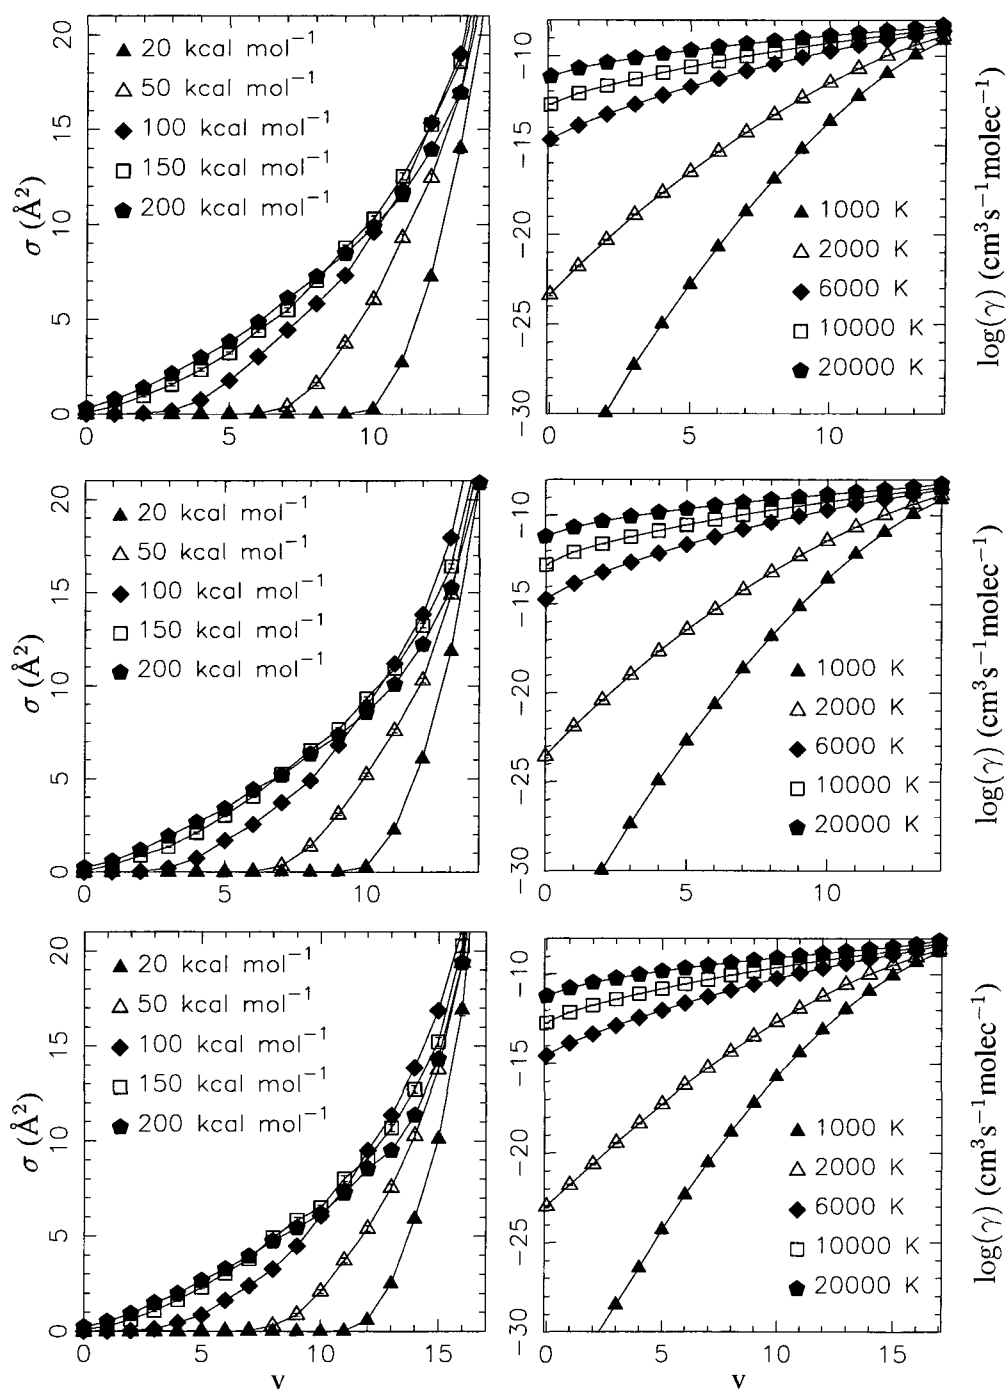 20
15
10
5
0
σ (Å²)
20 kcal mol⁻¹
50 kcal mol⁻¹
100 kcal mol⁻¹
150 kcal mol⁻¹
200 kcal mol⁻¹
0 5 10
-10
-15
-20
-25
-30
1000 K
2000 K
6000 K
10000 K
20000 K
0 5 10
log(γ) (cm³s⁻¹molec⁻¹)
20
15
10
5
0
σ (Å²)
20 kcal mol⁻¹
50 kcal mol⁻¹
100 kcal mol⁻¹
150 kcal mol⁻¹
200 kcal mol⁻¹
0 5 10
-10
-15
-20
-25
-30
1000 K
2000 K
6000 K
10000 K
20000 K
0 5 10
log(γ) (cm³s⁻¹molec⁻¹)
20
15
10
5
0
σ (Å²)
20 kcal mol⁻¹
50 kcal mol⁻¹
100 kcal mol⁻¹
150 kcal mol⁻¹
200 kcal mol⁻¹
0 5 10 15
v
-10
-15
-20
-25
-30
1000 K
2000 K
6000 K
10000 K
20000 K
0 5 10 15
v
log(γ) (cm³s⁻¹molec⁻¹)